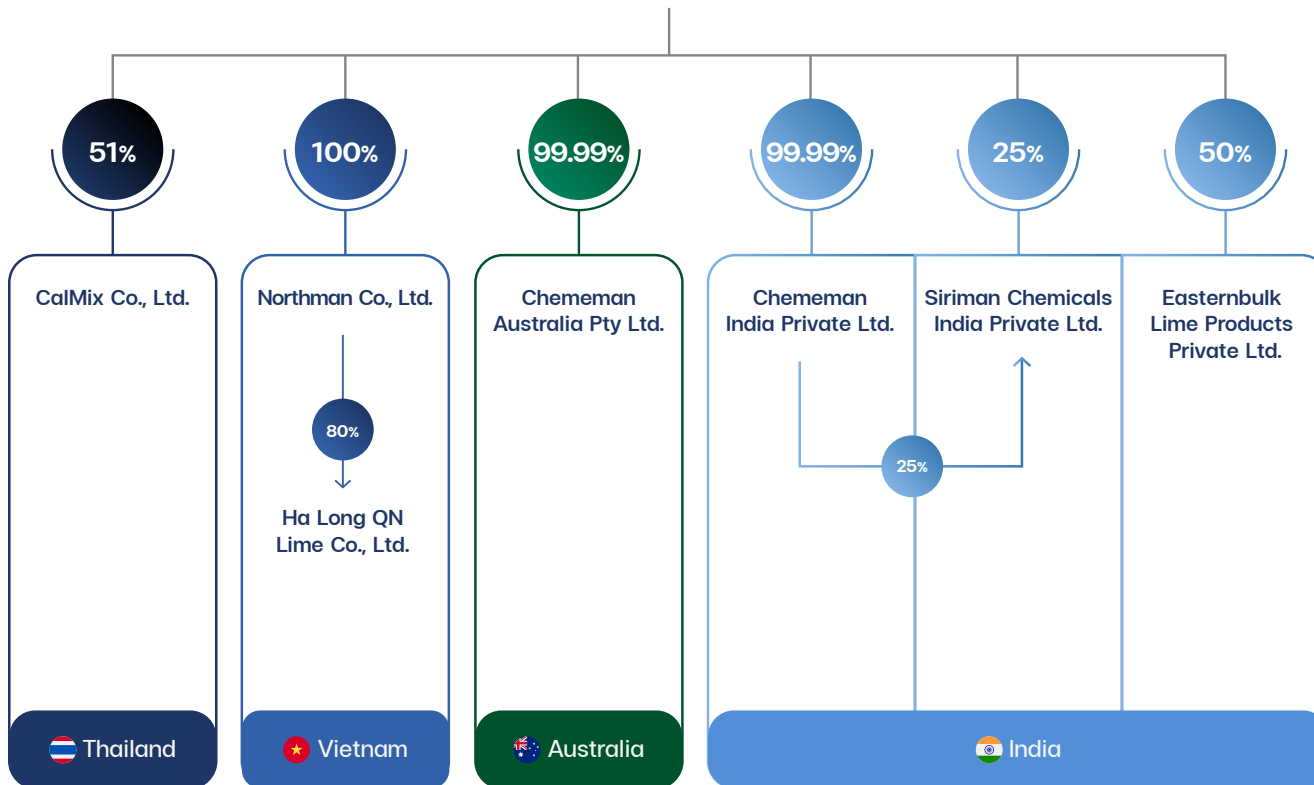 51%
100%
99.99%
99.99%
25%
50%
CalMix Co., Ltd.
Northman Co., Ltd.
80%
Ha Long QN
Lime Co., Ltd.
Chememan
Australia Pty Ltd.
Chememan
India Private Ltd.
25%
Siriman Chemicals
India Private Ltd.
Easternbulk
Lime Products
Private Ltd.
Thailand
Vietnam
Australia
India